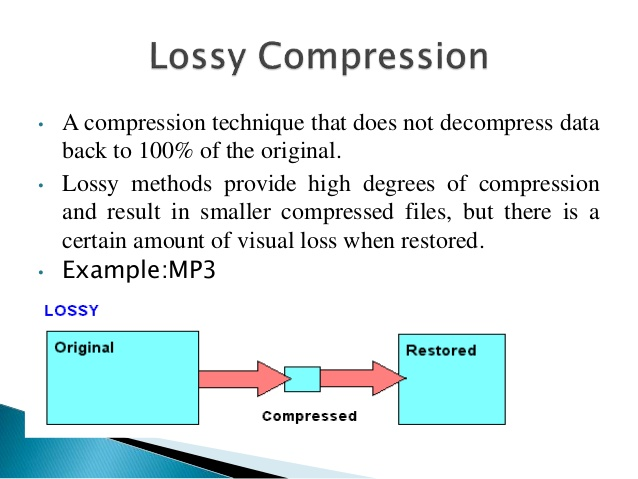 Lossy Compression
• A compression technique that does not decompress data
back to 100% of the original.
• Lossy methods provide high degrees of compression
and result in smaller compressed files, but there is a
certain amount of visual loss when restored.
• Example:MP3
LOSSY
Original
Restored
Compressed